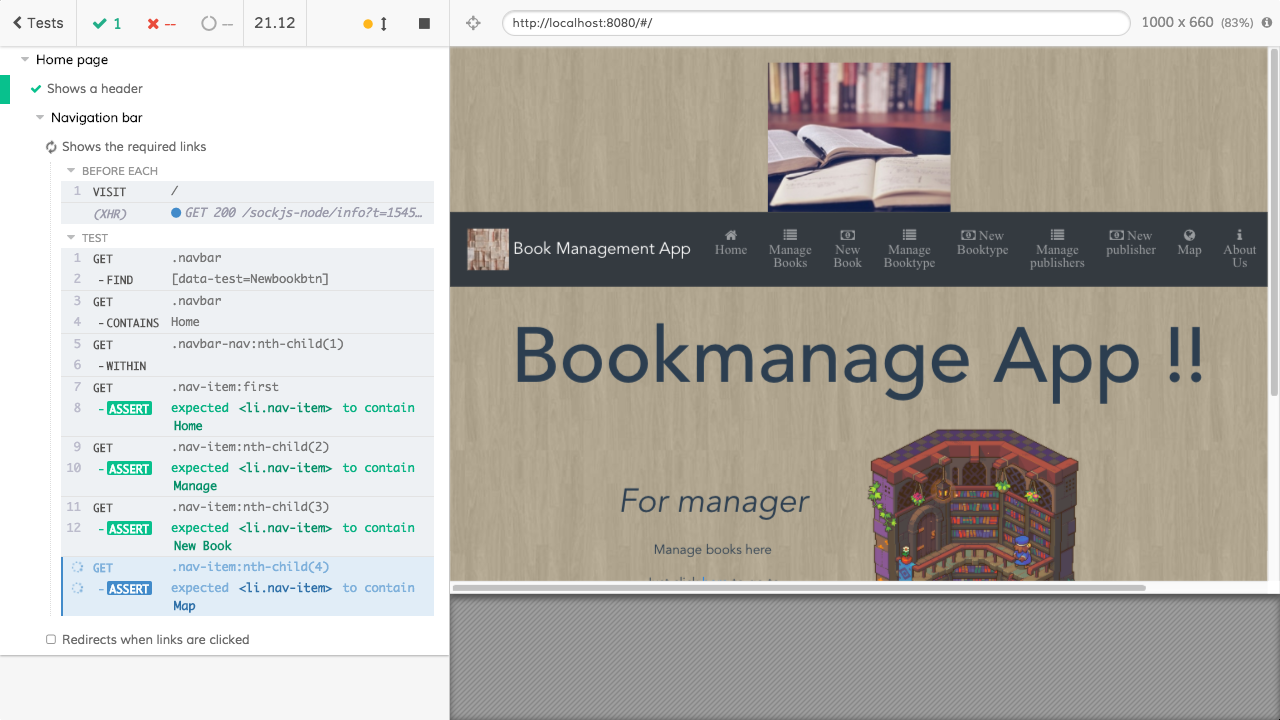 Tests
1
--
--
21.12
http://localhost:8080/#/
1000 x 660 (83%)
Home page
Shows a header
Navigation bar
Shows the required links
BEFORE EACH
1 VISIT /
(XHR) GET 200 /sockjs-node/info?t=1545…
TEST
1 GET .navbar
2 -FIND [data-test=Newbookbtn]
3 GET .navbar
4 -CONTAINS Home
5 GET .navbar-nav:nth-child(1)
6 -WITHIN
7 GET .nav-item:first
8 -ASSERT expected <li.nav-item> to contain
Home
9 GET .nav-item:nth-child(2)
10 -ASSERT expected <li.nav-item> to contain
Manage
11 GET .nav-item:nth-child(3)
12 -ASSERT expected <li.nav-item> to contain
New Book
GET .nav-item:nth-child(4)
-ASSERT expected <li.nav-item> to contain
Map
Redirects when links are clicked
Book Management App
Home
Manage
Books
New
Book
Manage
Booktype
New
Booktype
Manage
publishers
New
publisher
Map
About
Us
Bookmanage App !!
For manager
Manage books here